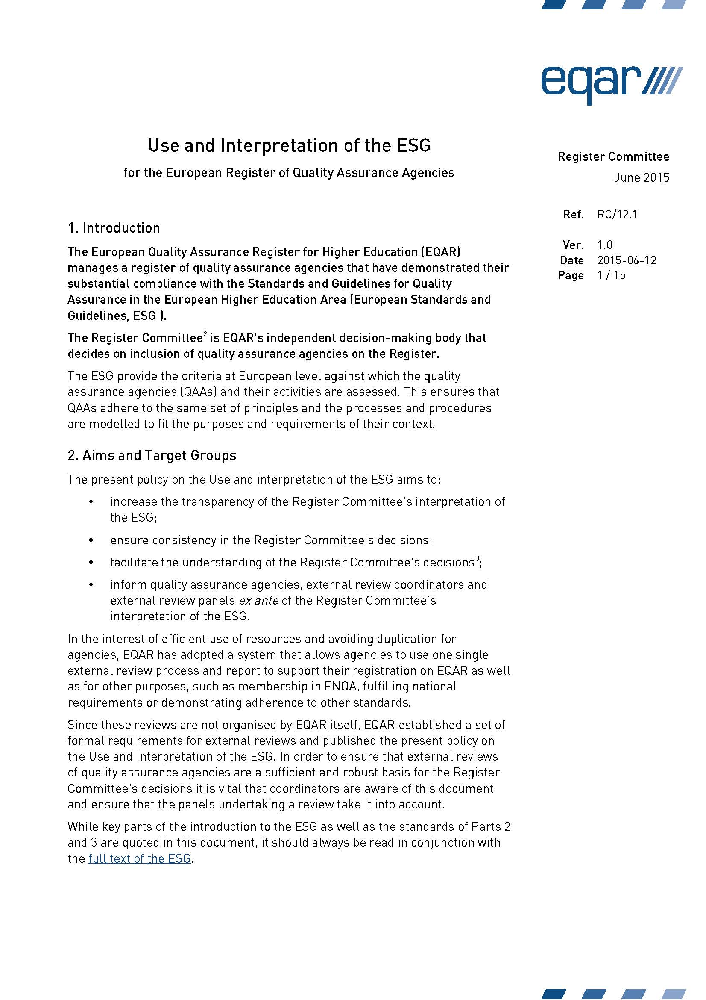 eqar
Use and Interpretation of the ESG
for the European Register of Quality Assurance Agencies
Register Committee
June 2015
Ref. RC/12.1
Ver. 1.0
Date 2015-06-12
Page 1 / 15
1. Introduction
The European Quality Assurance Register for Higher Education (EQAR)
manages a register of quality assurance agencies that have demonstrated their
substantial compliance with the Standards and Guidelines for Quality
Assurance in the European Higher Education Area (European Standards and
Guidelines, ESG¹).
The Register Committee² is EQAR's independent decision-making body that
decides on inclusion of quality assurance agencies on the Register.
The ESG provide the criteria at European level against which the quality
assurance agencies (QAAs) and their activities are assessed. This ensures that
QAAs adhere to the same set of principles and the processes and procedures
are modelled to fit the purposes and requirements of their context.
2. Aims and Target Groups
The present policy on the Use and interpretation of the ESG aims to:
• increase the transparency of the Register Committee's interpretation of
the ESG;
• ensure consistency in the Register Committee's decisions;
• facilitate the understanding of the Register Committee's decisions³;
• inform quality assurance agencies, external review coordinators and
external review panels ex ante of the Register Committee's
interpretation of the ESG.
In the interest of efficient use of resources and avoiding duplication for
agencies, EQAR has adopted a system that allows agencies to use one single
external review process and report to support their registration on EQAR as well
as for other purposes, such as membership in ENQA, fulfilling national
requirements or demonstrating adherence to other standards.
Since these reviews are not organised by EQAR itself, EQAR established a set of
formal requirements for external reviews and published the present policy on
the Use and Interpretation of the ESG. In order to ensure that external reviews
of quality assurance agencies are a sufficient and robust basis for the Register
Committee's decisions it is vital that coordinators are aware of this document
and ensure that the panels undertaking a review take it into account.
While key parts of the introduction to the ESG as well as the standards of Parts 2
and 3 are quoted in this document, it should always be read in conjunction with
the full text of the ESG.